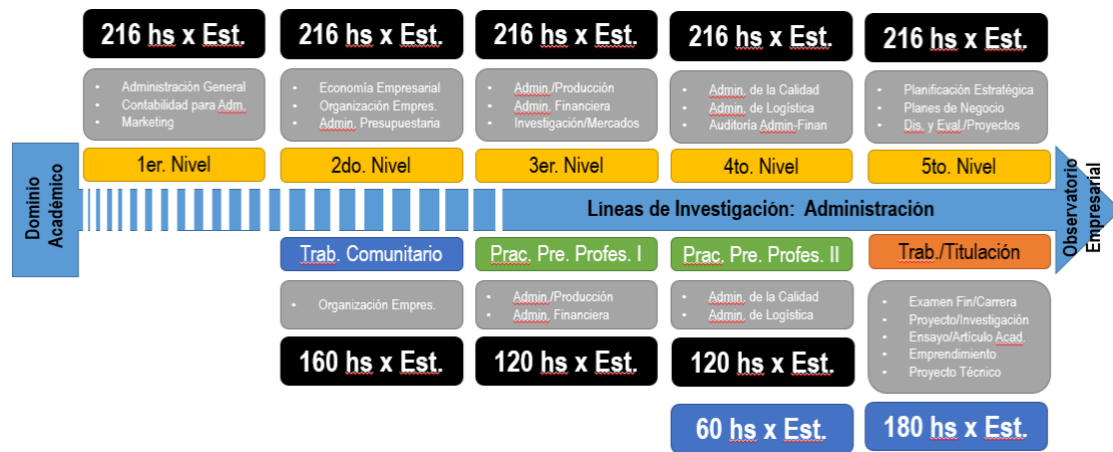 216 hs x Est.
216 hs x Est.
216 hs x Est.
216 hs x Est.
216 hs x Est.
• Administración General
• Contabilidad para Adm.
• Marketing
• Economía Empresarial
• Organización Empres.
• Admin. Presupuestaria
• Admin./Producción
• Admin. Financiera
• Investigación/Mercados
• Admin. de la Calidad
• Admin. de Logística
• Auditoría Admin-Finan
• Planificación Estratégica
• Planes de Negocio
• Dis. y Eval./Proyectos
1er. Nivel
2do. Nivel
3er. Nivel
4to. Nivel
5to. Nivel
Dominio
Académico
Líneas de Investigación: Administración
Observatorio
Empresarial
Trab. Comunitario
Prac. Pre. Profes. I
Prac. Pre. Profes. II
Trab./Titulación
• Organización Empres.
• Admin./Producción
• Admin. Financiera
• Admin. de la Calidad
• Admin. de Logística
• Examen Fin/Carrera
• Proyecto/Investigación
• Ensayo/Artículo Acad.
• Emprendimiento
• Proyecto Técnico
160 hs x Est.
120 hs x Est.
120 hs x Est.
60 hs x Est.
180 hs x Est.